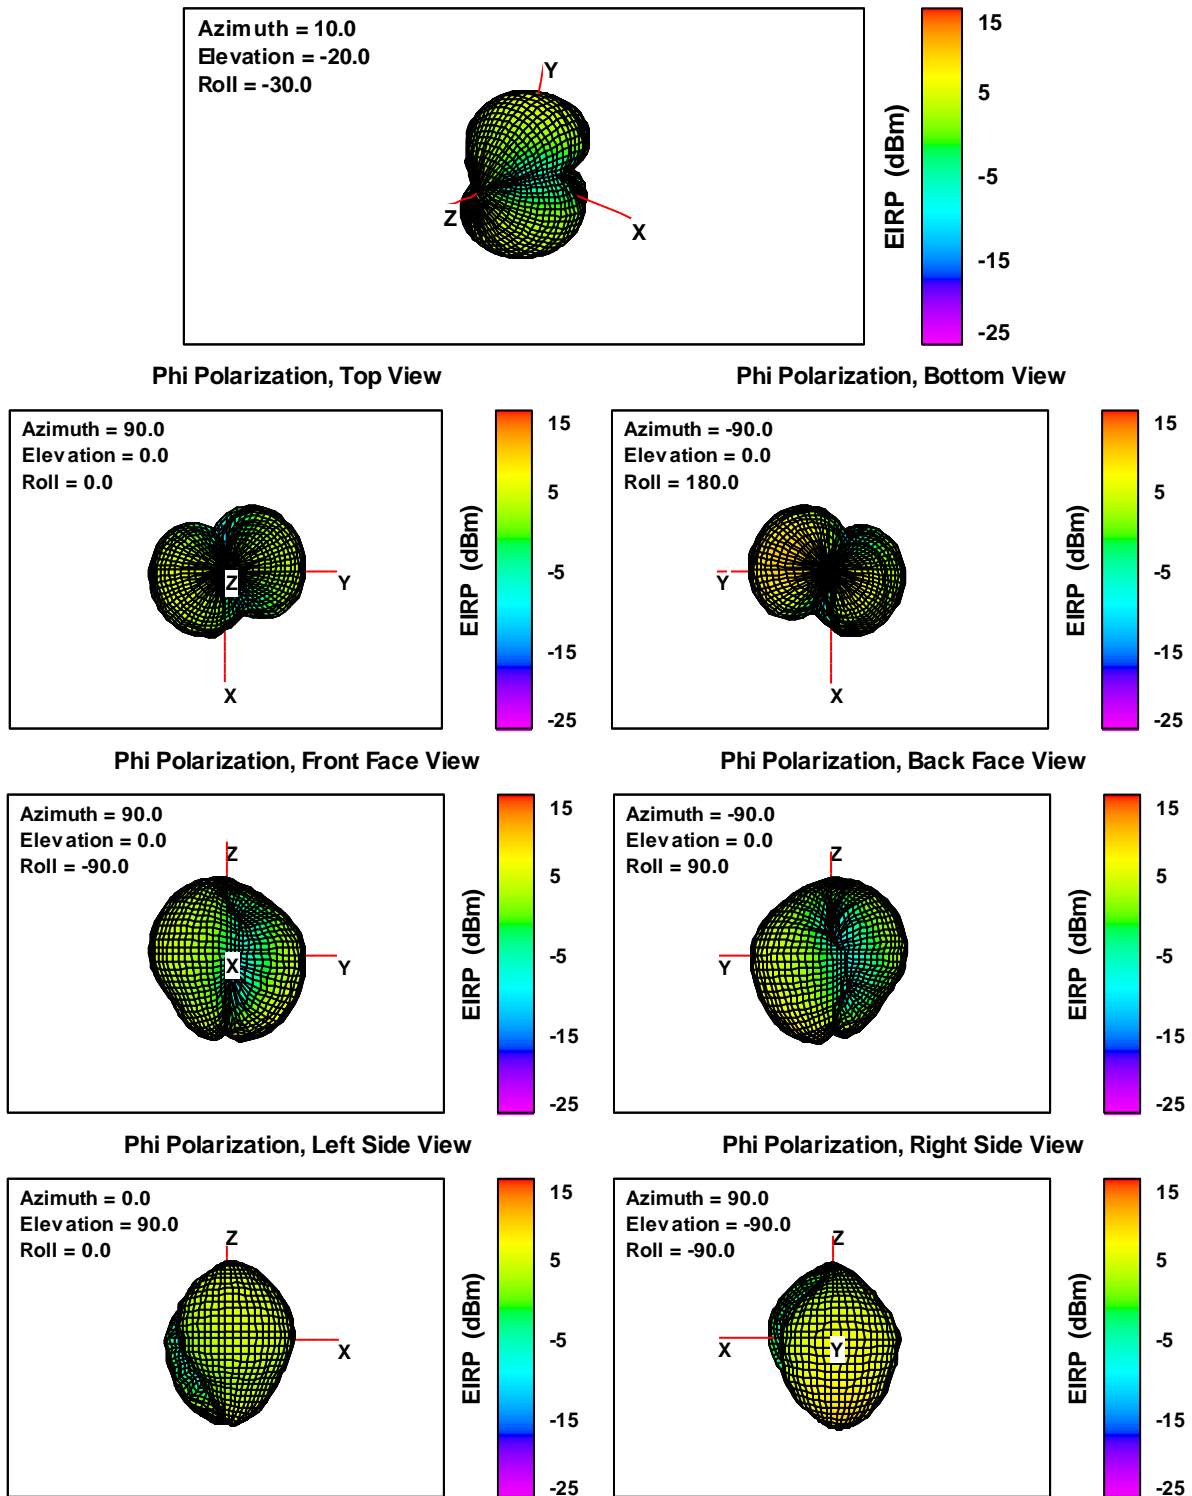 Azimuth = 10.0
Elevation = -20.0
Roll = -30.0
Y
Z
X
EIRP (dBm)
15
5
-5
-15
-25
Phi Polarization, Top View
Azimuth = 90.0
Elevation = 0.0
Roll = 0.0
Z
Y
X
EIRP (dBm)
15
5
-5
-15
-25
Phi Polarization, Bottom View
Azimuth = -90.0
Elevation = 0.0
Roll = 180.0
Y
X
EIRP (dBm)
15
5
-5
-15
-25
Phi Polarization, Front Face View
Azimuth = 90.0
Elevation = 0.0
Roll = -90.0
Z
X
Y
EIRP (dBm)
15
5
-5
-15
-25
Phi Polarization, Back Face View
Azimuth = -90.0
Elevation = 0.0
Roll = 90.0
Z
Y
EIRP (dBm)
15
5
-5
-15
-25
Phi Polarization, Left Side View
Azimuth = 0.0
Elevation = 90.0
Roll = 0.0
Z
X
EIRP (dBm)
15
5
-5
-15
-25
Phi Polarization, Right Side View
Azimuth = 90.0
Elevation = -90.0
Roll = -90.0
Z
X
Y
EIRP (dBm)
15
5
-5
-15
-25